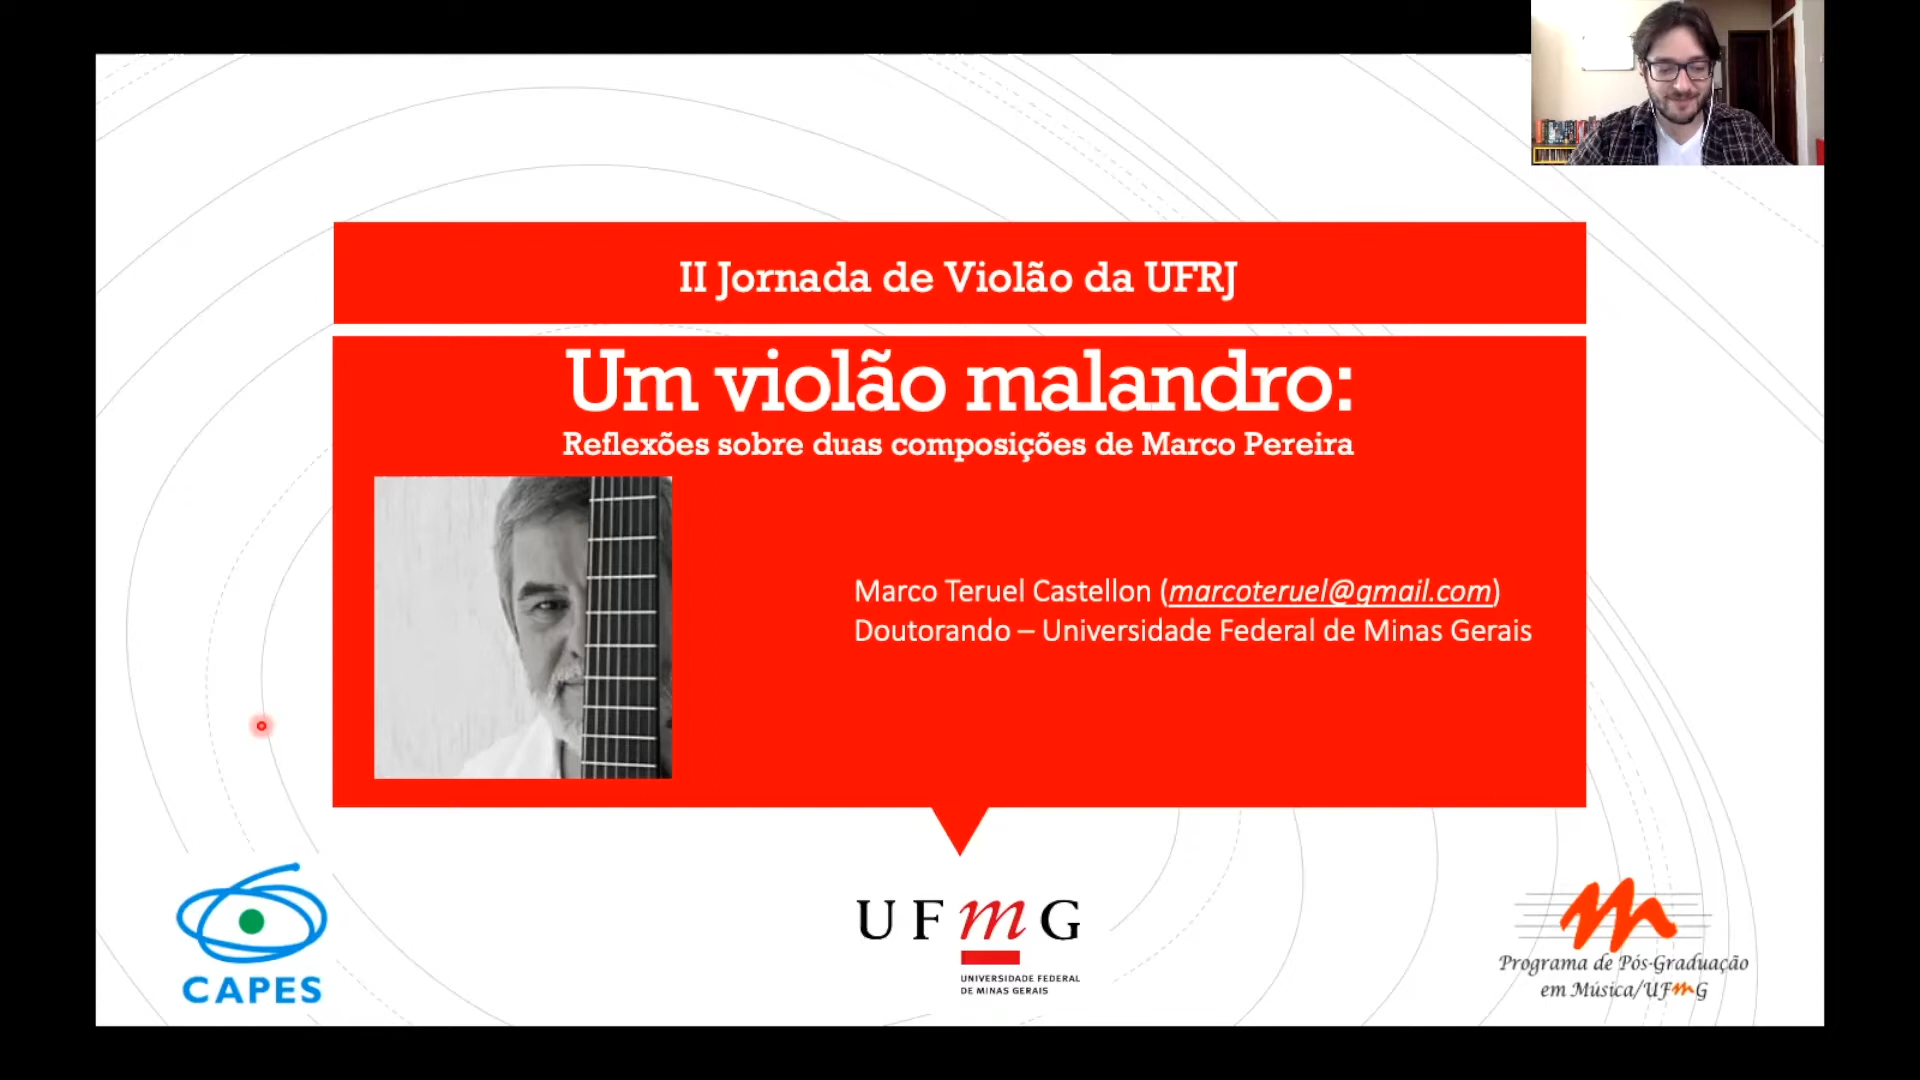 II Jornada de Violão da UFRJ
Um violão malandro:
Reflexões sobre duas composições de Marco Pereira
Marco Teruel Castellon (marcoteruel@gmail.com)
Doutorando – Universidade Federal de Minas Gerais
CAPES
UFmG
UNIVERSIDADE FEDERAL
DE MINAS GERAIS
Programa de Pós-Graduação
em Música/UFmG